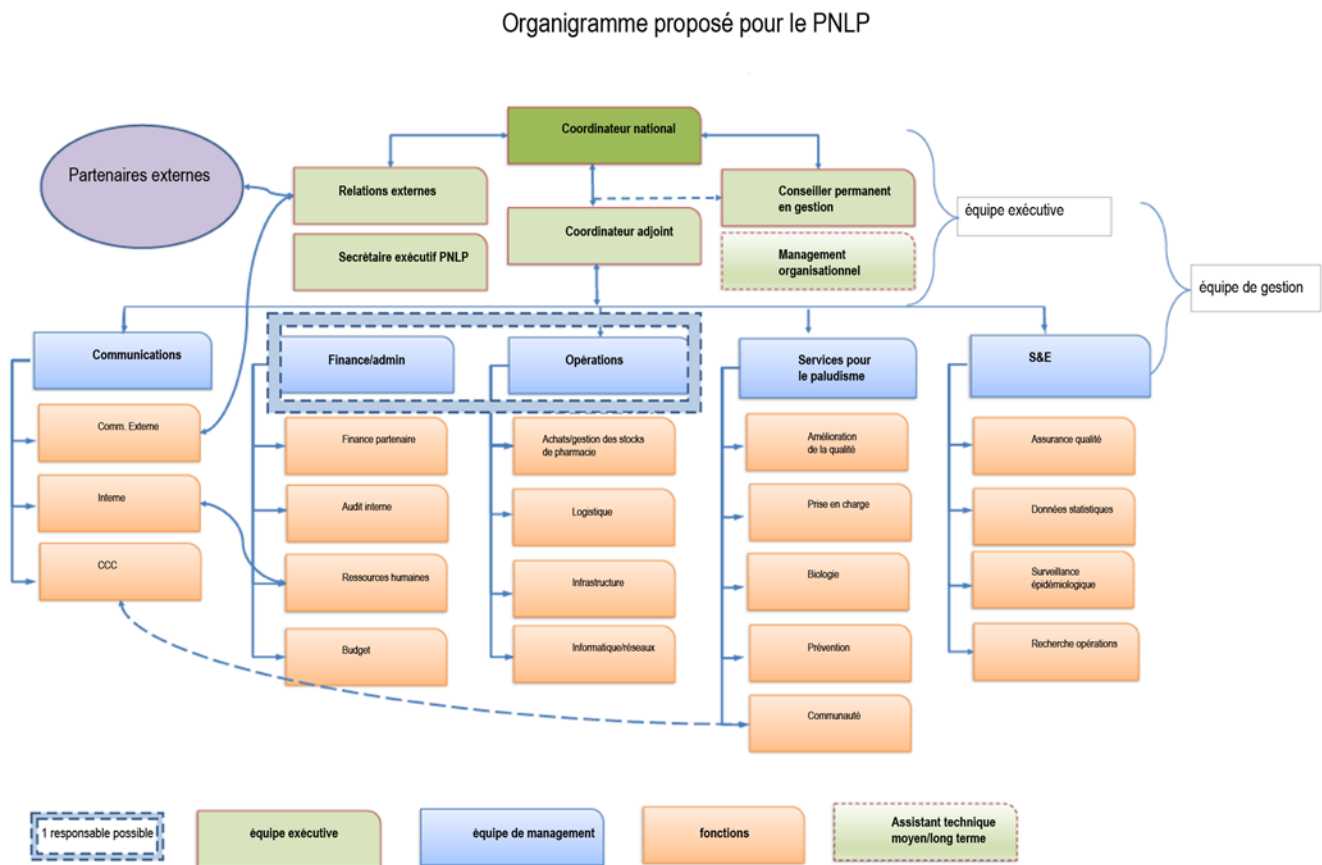 Organigramme proposé pour le PNLP
Coordinateur national
Partenaires externes
Relations externes
Conseiller permanent
en gestion
équipe exécutive
Coordinateur adjoint
Secrétaire exécutif PNLP
Management
organisationnel
équipe de gestion
Communications
Finance/admin
Opérations
Services pour
le paludisme
S&E
Comm. Externe
Finance partenaire
Achats/gestion des stocks
de pharmacie
Amélioration
de la qualité
Assurance qualité
Interne
Audit interne
Logistique
Prise en charge
Données statistiques
CCC
Ressources humaines
Infrastructure
Biologie
Surveillance
épidémiologique
Budget
Informatique/réseaux
Prévention
Recherche opérations
Communauté
1 responsable possible
équipe exécutive
équipe de management
fonctions
Assistant technique
moyen/long terme